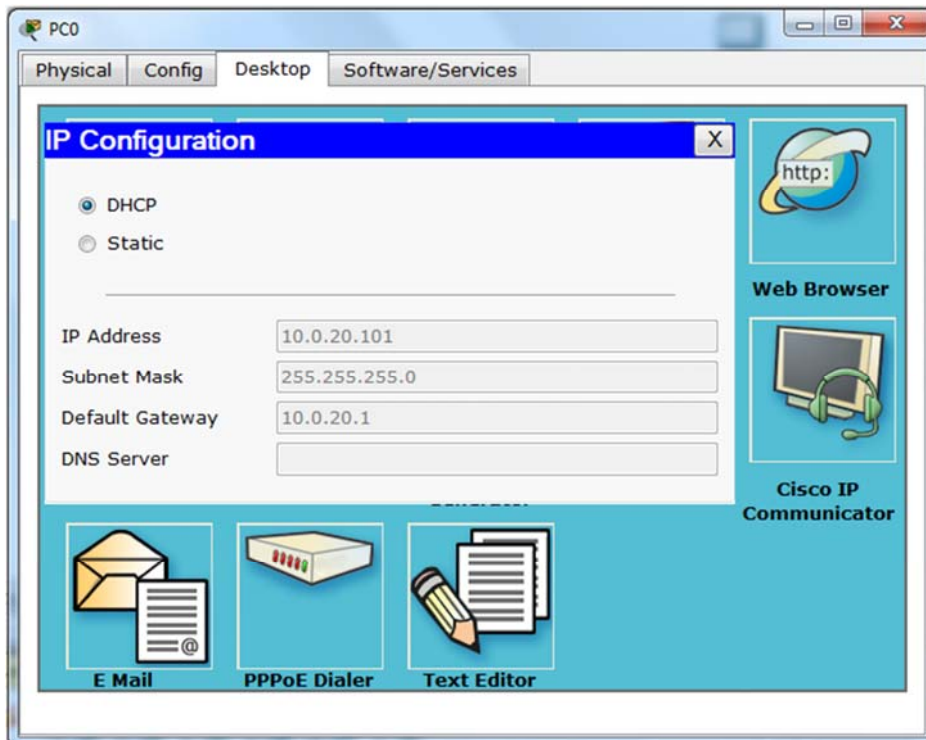 PC0
Physical Config Desktop Software/Services
IP Configuration X
DHCP
Static
IP Address 10.0.20.101
Subnet Mask 255.255.255.0
Default Gateway 10.0.20.1
DNS Server
http:
Web Browser
Cisco IP
Communicator
@
E Mail
PPPoE Dialer
Text Editor